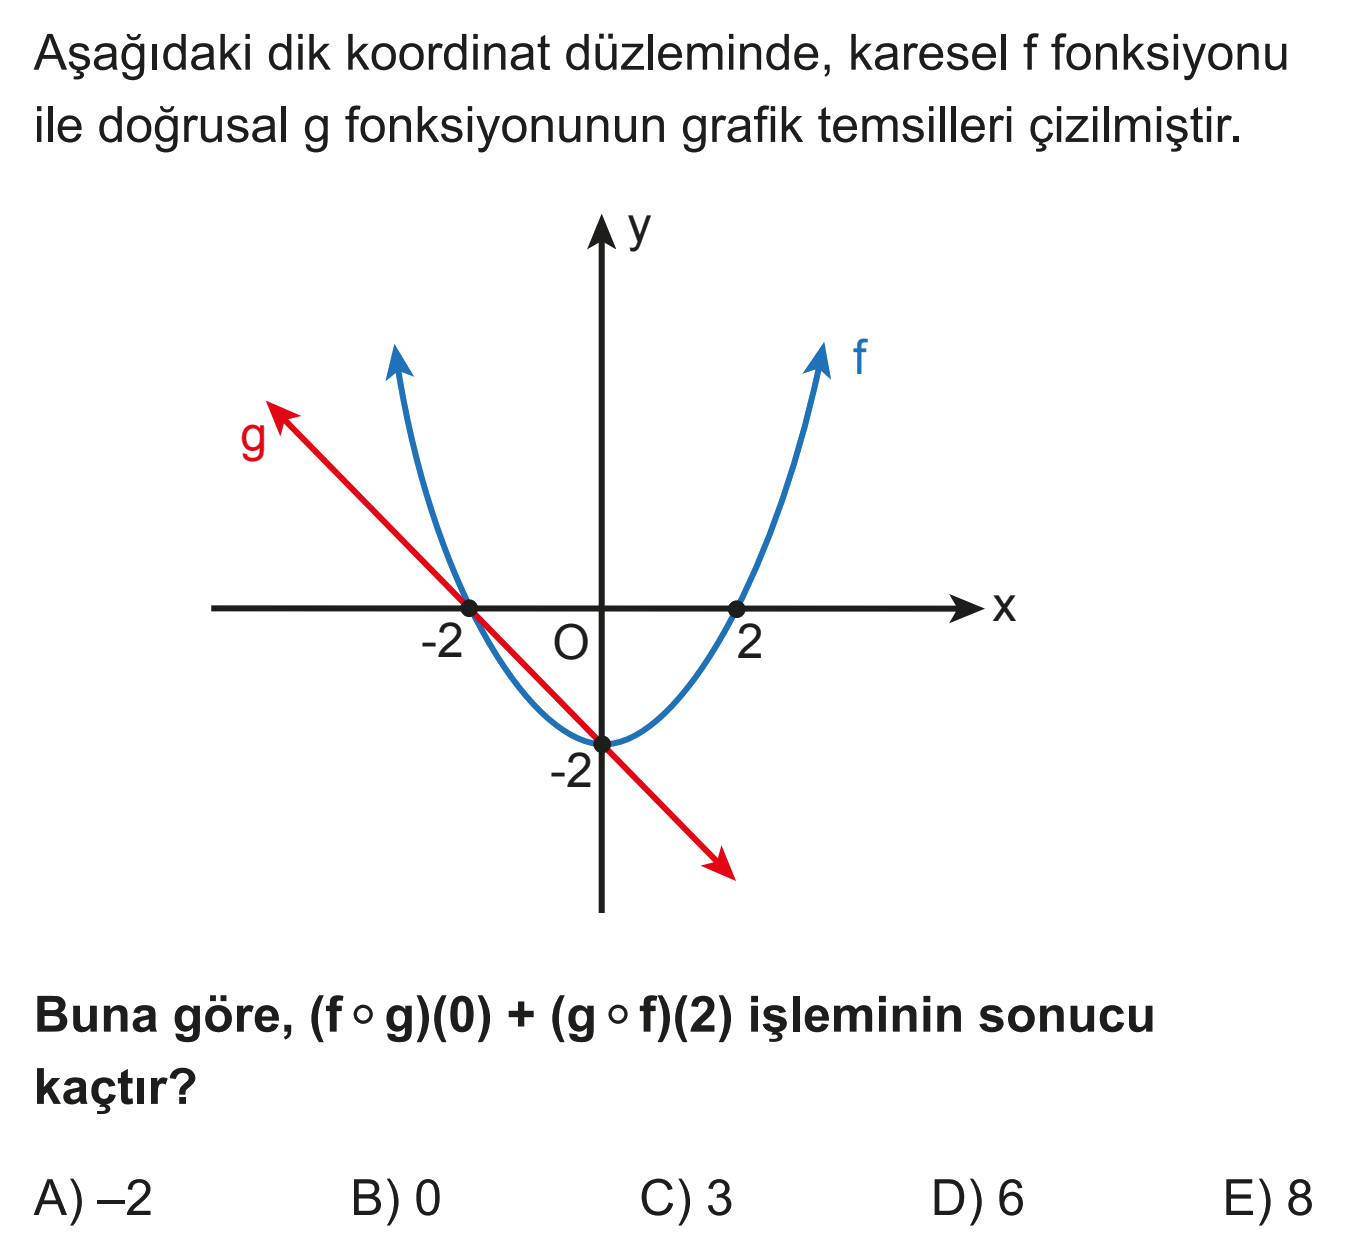 Aşağıdaki dik koordinat düzleminde, karesel f fonksiyonu
ile doğrusal g fonksiyonunun grafik temsilleri çizilmiştir.
y
f
g
x
-2
O
2
-2
Buna göre, (f∘g)(0) + (g∘f)(2) işleminin sonucu
kaçtır?
A) –2 B) 0 C) 3 D) 6 E) 8